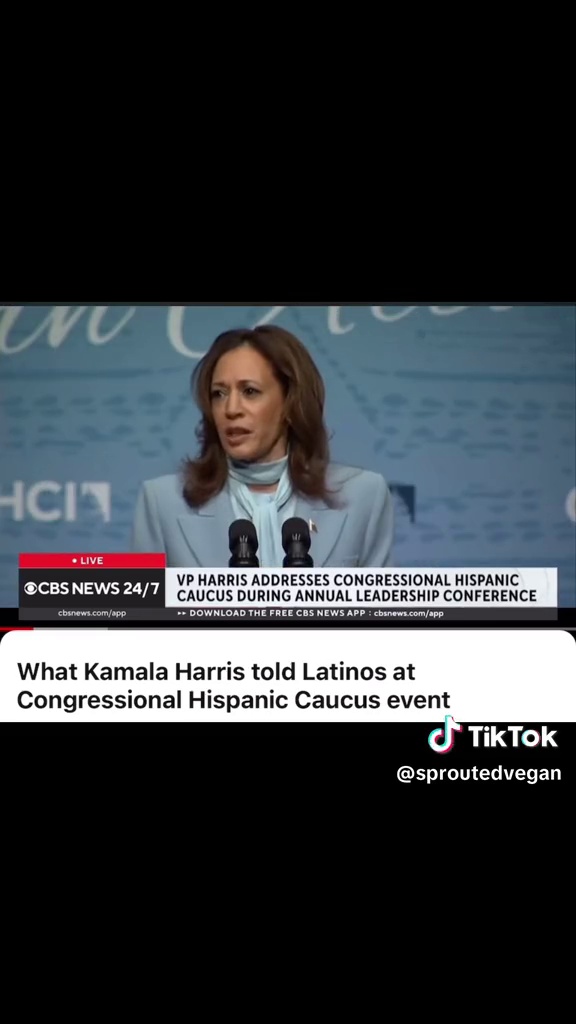 HCI
• LIVE
CBS NEWS 24/7
VP HARRIS ADDRESSES CONGRESSIONAL HISPANIC
CAUCUS DURING ANNUAL LEADERSHIP CONFERENCE
cbsnews.com/app
▸▸ DOWNLOAD THE FREE CBS NEWS APP : cbsnews.com/app
What Kamala Harris told Latinos at
Congressional Hispanic Caucus event
TikTok
@sproutedvegan